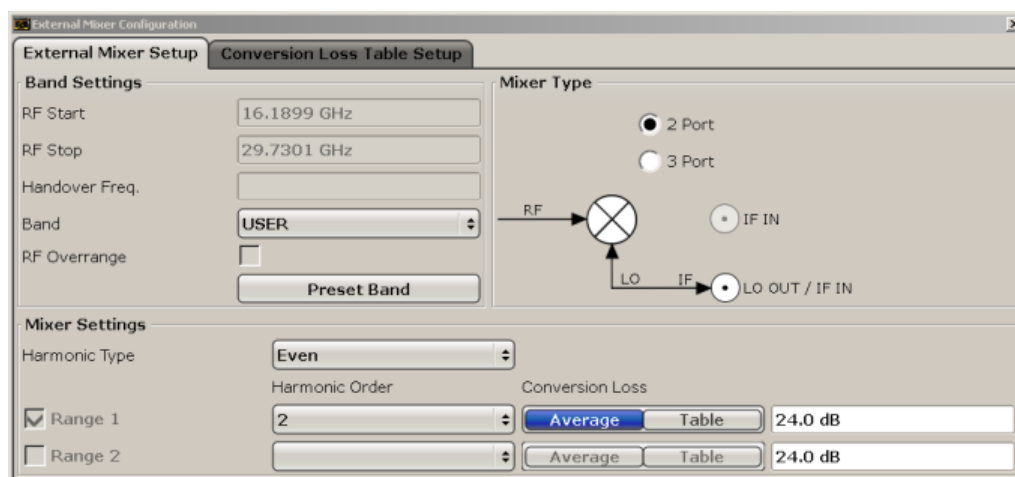 External Mixer Configuration
External Mixer Setup
Conversion Loss Table Setup
Band Settings
RF Start 16.1899 GHz
RF Stop 29.7301 GHz
Handover Freq.
Band USER
RF Overrange
Preset Band
Mixer Type
2 Port
3 Port
RF
IF IN
LO IF LO OUT / IF IN
Mixer Settings
Harmonic Type Even
Harmonic Order Conversion Loss
Range 1 2 Average Table 24.0 dB
Range 2 Average Table 24.0 dB